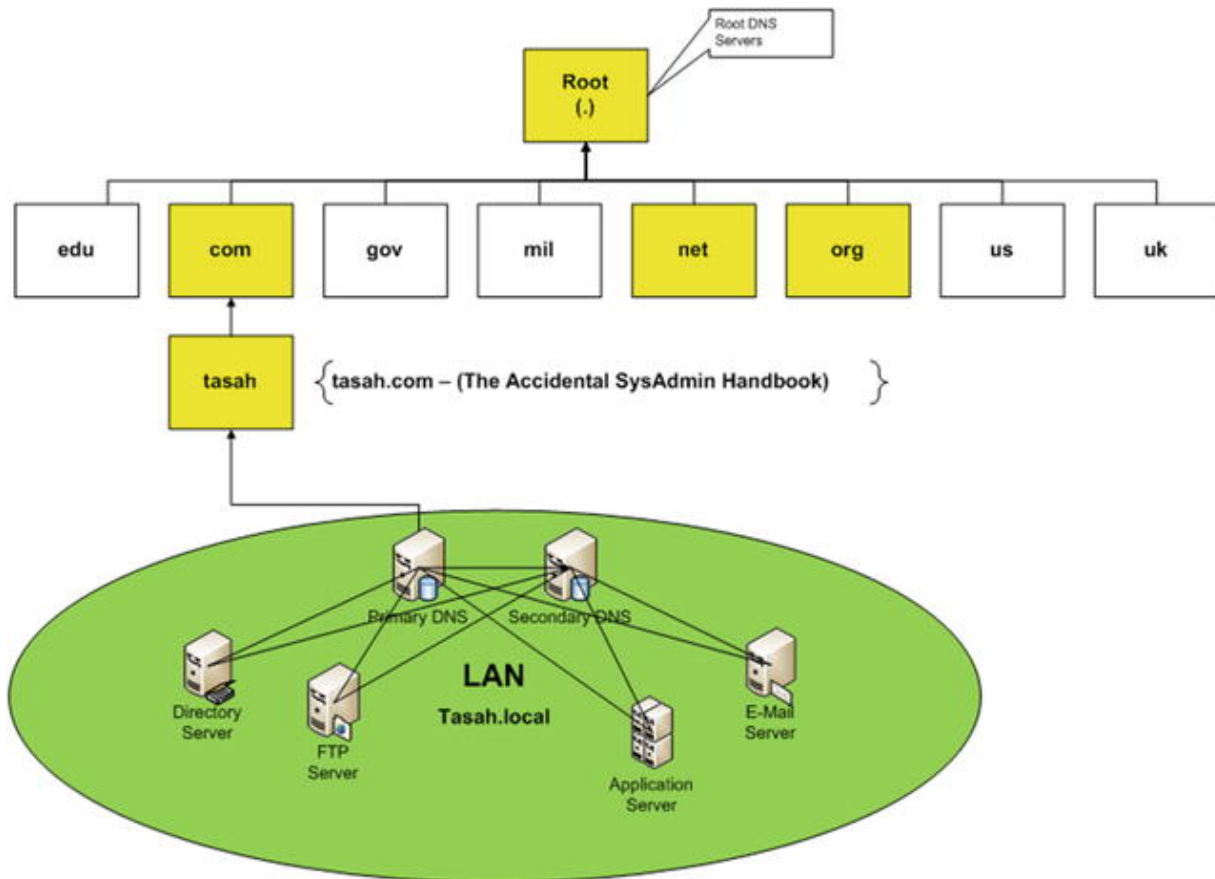 Root DNS
Servers
Root
(.)
edu
com
gov
mil
net
org
us
uk
tasah
{tasah.com – (The Accidental SysAdmin Handbook) }
Primary DNS
Secondary DNS
LAN
Tasah.local
Directory
Server
FTP
Server
Application
Server
E-Mail
Server